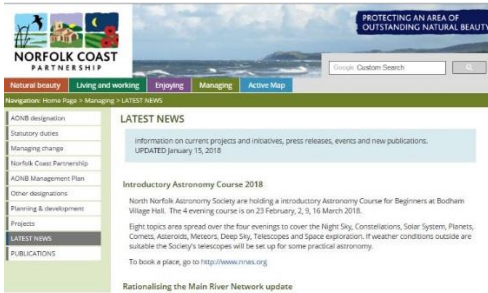 PROTECTING AN AREA OF
OUTSTANDING NATURAL BEAUTY
NORFOLK COAST
PARTNERSHIP
Google Custom Search
Natural beauty
Living and working
Enjoying
Managing
Active Map
Navigation: Home Page > Managing > LATEST NEWS
AONB designation
Statutory duties
Managing change
Norfolk Coast Partnership
AONB Management Plan
Other designations
Planning & development
Projects
LATEST NEWS
PUBLICATIONS
LATEST NEWS
Information on current projects and initiatives, press releases, events and new publications.
UPDATED January 15, 2018
Introductory Astronomy Course 2018
North Norfolk Astronomy Society are holding a introductory Astronomy Course for Beginners at Bodham
Village Hall. The 4 evening course is on 23 February, 2, 9, 16 March 2018.
Eight topics area spread over the four evenings to cover the Night Sky, Constellations, Solar System, Planets,
Comets, Asteroids, Meteors, Deep Sky, Telescopes and Space exploration. If weather conditions outside are
suitable the Society's telescopes will be set up for some practical astronomy.
To book a place, go to http://www.nnas.org
Rationalising the Main River Network update